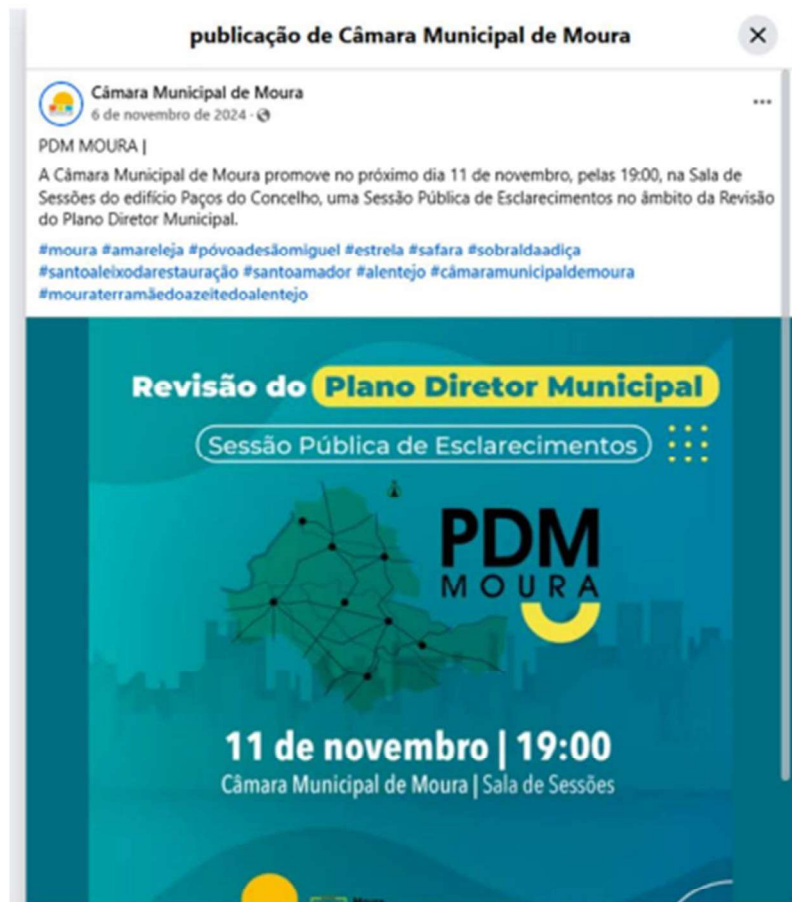 publicação de Câmara Municipal de Moura
Câmara Municipal de Moura
6 de novembro de 2024 ·
PDM MOURA |
A Câmara Municipal de Moura promove no próximo dia 11 de novembro, pelas 19:00, na Sala de
Sessões do edifício Paços do Concelho, uma Sessão Pública de Esclarecimentos no âmbito da Revisão
do Plano Diretor Municipal.
#moura #amareleja #póvoadesãomiguel #estrela #safara #sobraldaadiça
#santoaleixodarestauração #santoamador #alentejo #câmaramunicipaldemoura
#mouraterramãedoazeitedoalentejo
Revisão do Plano Diretor Municipal
Sessão Pública de Esclarecimentos
PDM
MOURA
11 de novembro | 19:00
Câmara Municipal de Moura | Sala de Sessões